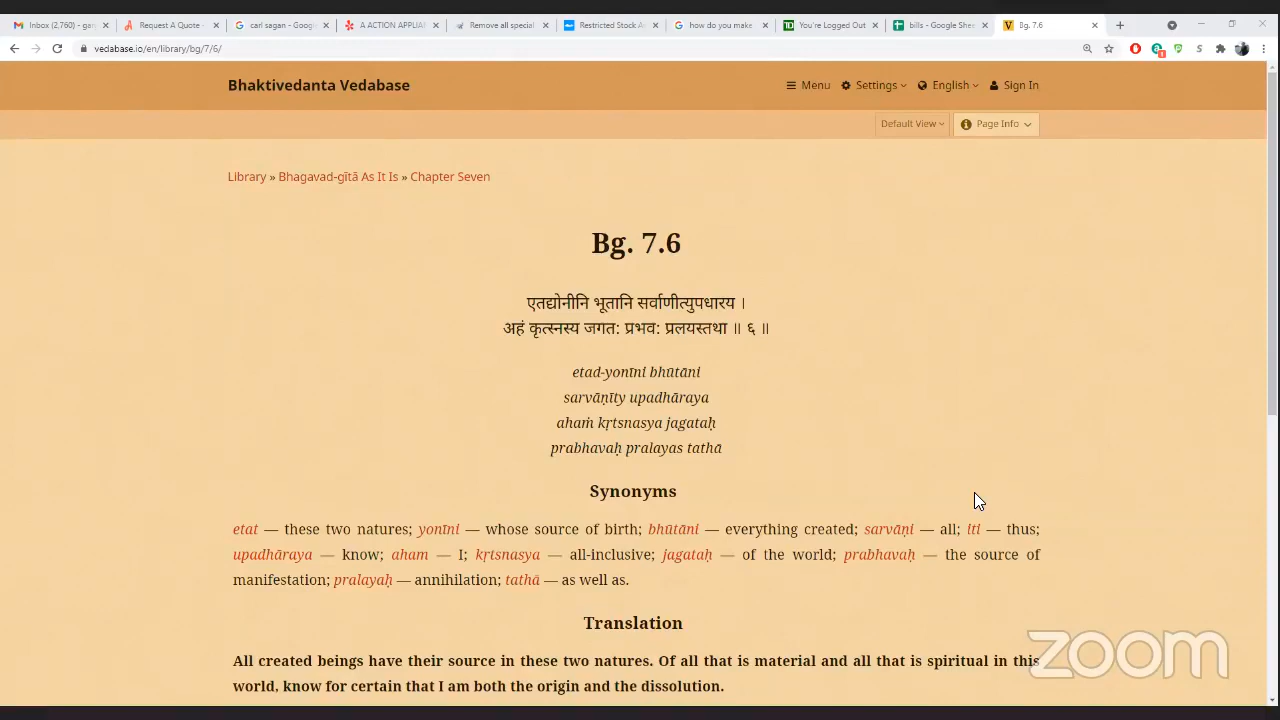 Inbox (2,760) - gar
Request A Quote -
carl sagan - Goog
A ACTION APPLIA
Remove all special
Restricted Stock A
how do you make
You're Logged Out
bills - Google She
Bg. 7.6
vedabase.io/en/library/bg/7/6/
Bhaktivedanta Vedabase
Menu Settings English Sign In
Default View Page Info
Library » Bhagavad-gītā As It Is » Chapter Seven
Bg. 7.6
एतद्योनीनि भूतानि सर्वाणीत्युपधारय ।
अहं कृत्स्नस्य जगत: प्रभव: प्रलयस्तथा ॥ ६ ॥
etad-yonīni bhūtāni
sarvāṇīty upadhāraya
ahaṁ kṛtsnasya jagataḥ
prabhavaḥ pralayas tathā
Synonyms
etat — these two natures; yonīni — whose source of birth; bhūtāni — everything created; sarvāṇi — all; iti — thus;
upadhāraya — know; aham — I; kṛtsnasya — all-inclusive; jagataḥ — of the world; prabhavaḥ — the source of
manifestation; pralayaḥ — annihilation; tathā — as well as.
Translation
All created beings have their source in these two natures. Of all that is material and all that is spiritual in this
world, know for certain that I am both the origin and the dissolution.
zoom